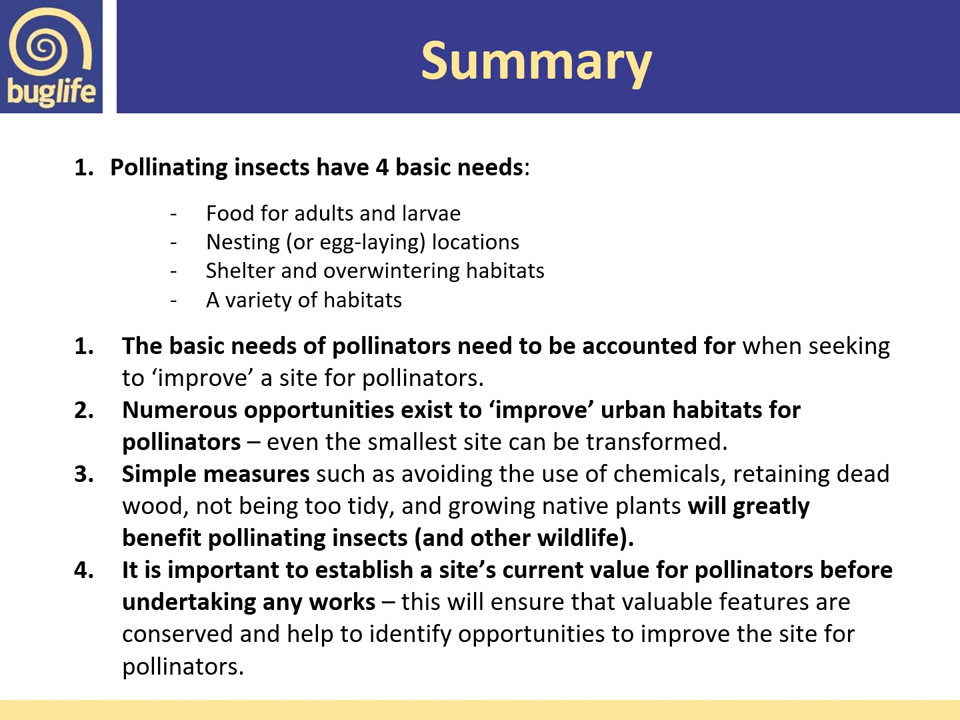 buglife
Summary
1. Pollinating insects have 4 basic needs:
- Food for adults and larvae
- Nesting (or egg-laying) locations
- Shelter and overwintering habitats
- A variety of habitats
1. The basic needs of pollinators need to be accounted for when seeking
to ‘improve’ a site for pollinators.
2. Numerous opportunities exist to ‘improve’ urban habitats for
pollinators – even the smallest site can be transformed.
3. Simple measures such as avoiding the use of chemicals, retaining dead
wood, not being too tidy, and growing native plants will greatly
benefit pollinating insects (and other wildlife).
4. It is important to establish a site’s current value for pollinators before
undertaking any works – this will ensure that valuable features are
conserved and help to identify opportunities to improve the site for
pollinators.